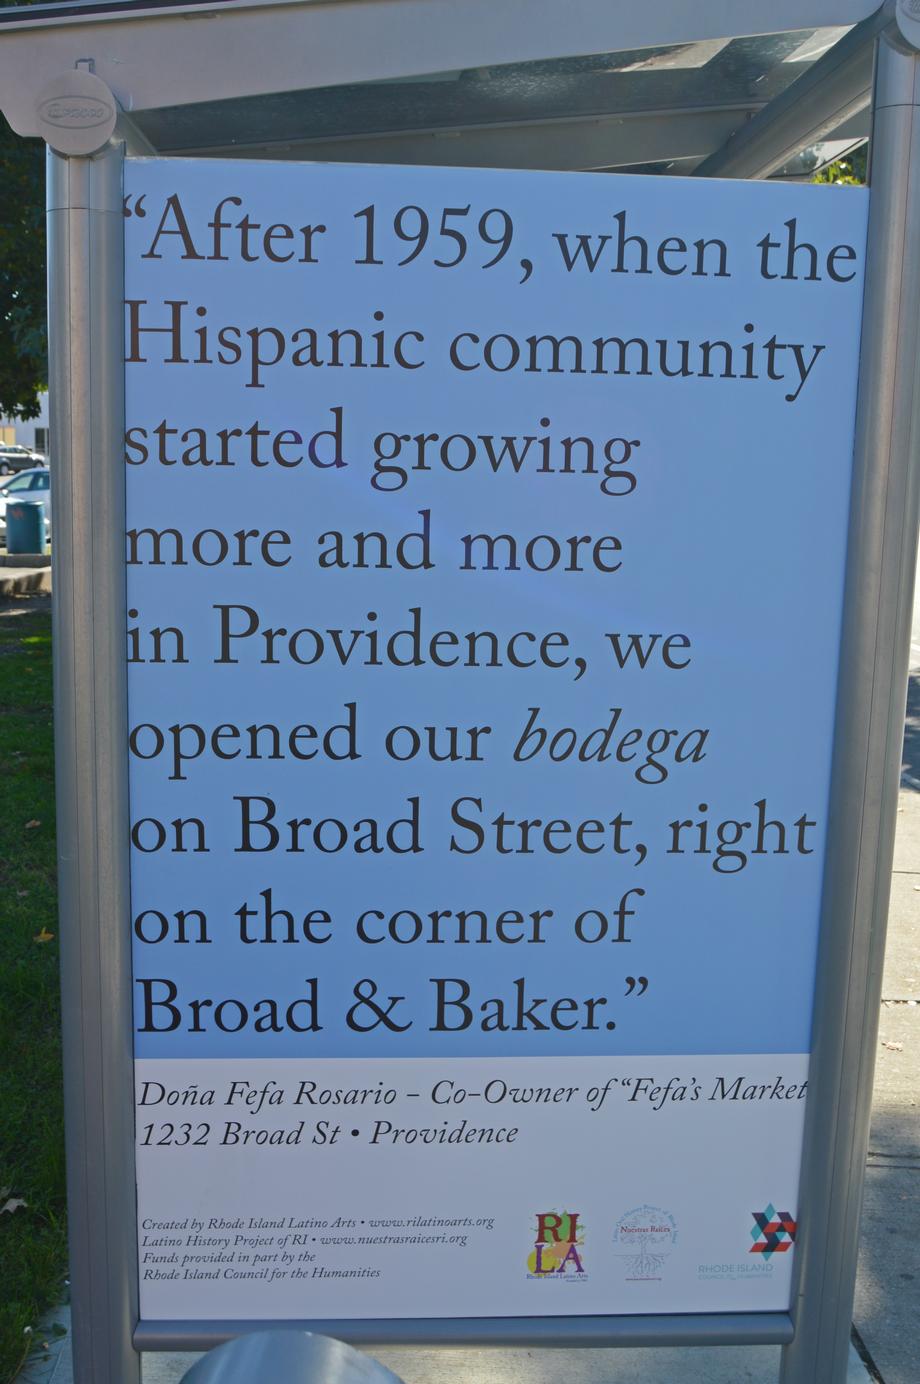 “After 1959, when the
Hispanic community
started growing
more and more
in Providence, we
opened our bodega
on Broad Street, right
on the corner of
Broad & Baker.”
Doña Fefa Rosario – Co-Owner of “Fefa’s Market
1232 Broad St • Providence
Created by Rhode Island Latino Arts • www.rilatinoarts.org
Latino History Project of RI • www.nuestrasraicesri.org
Funds provided in part by the
Rhode Island Council for the Humanities
RI
LA
Rhode Island Latino Arts
Nuestras Raíces
RHODE ISLAND
COUNCIL for HUMANITIES